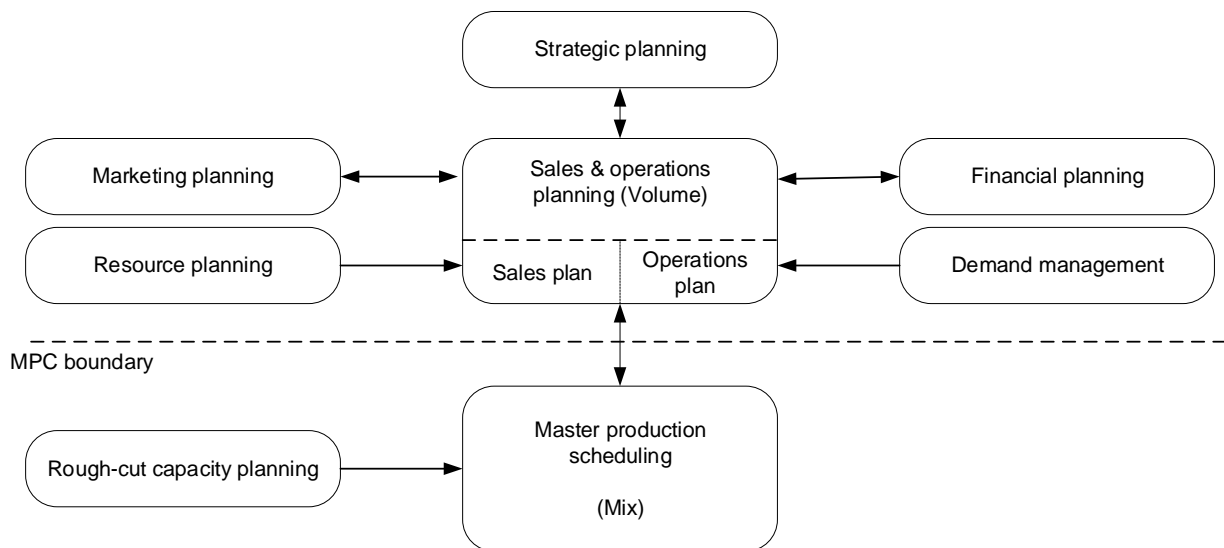 Strategic planning
Marketing planning
Sales & operations
planning (Volume)
Financial planning
Resource planning
Sales plan
Operations
plan
Demand management
MPC boundary
Master production
scheduling
Rough-cut capacity planning
(Mix)